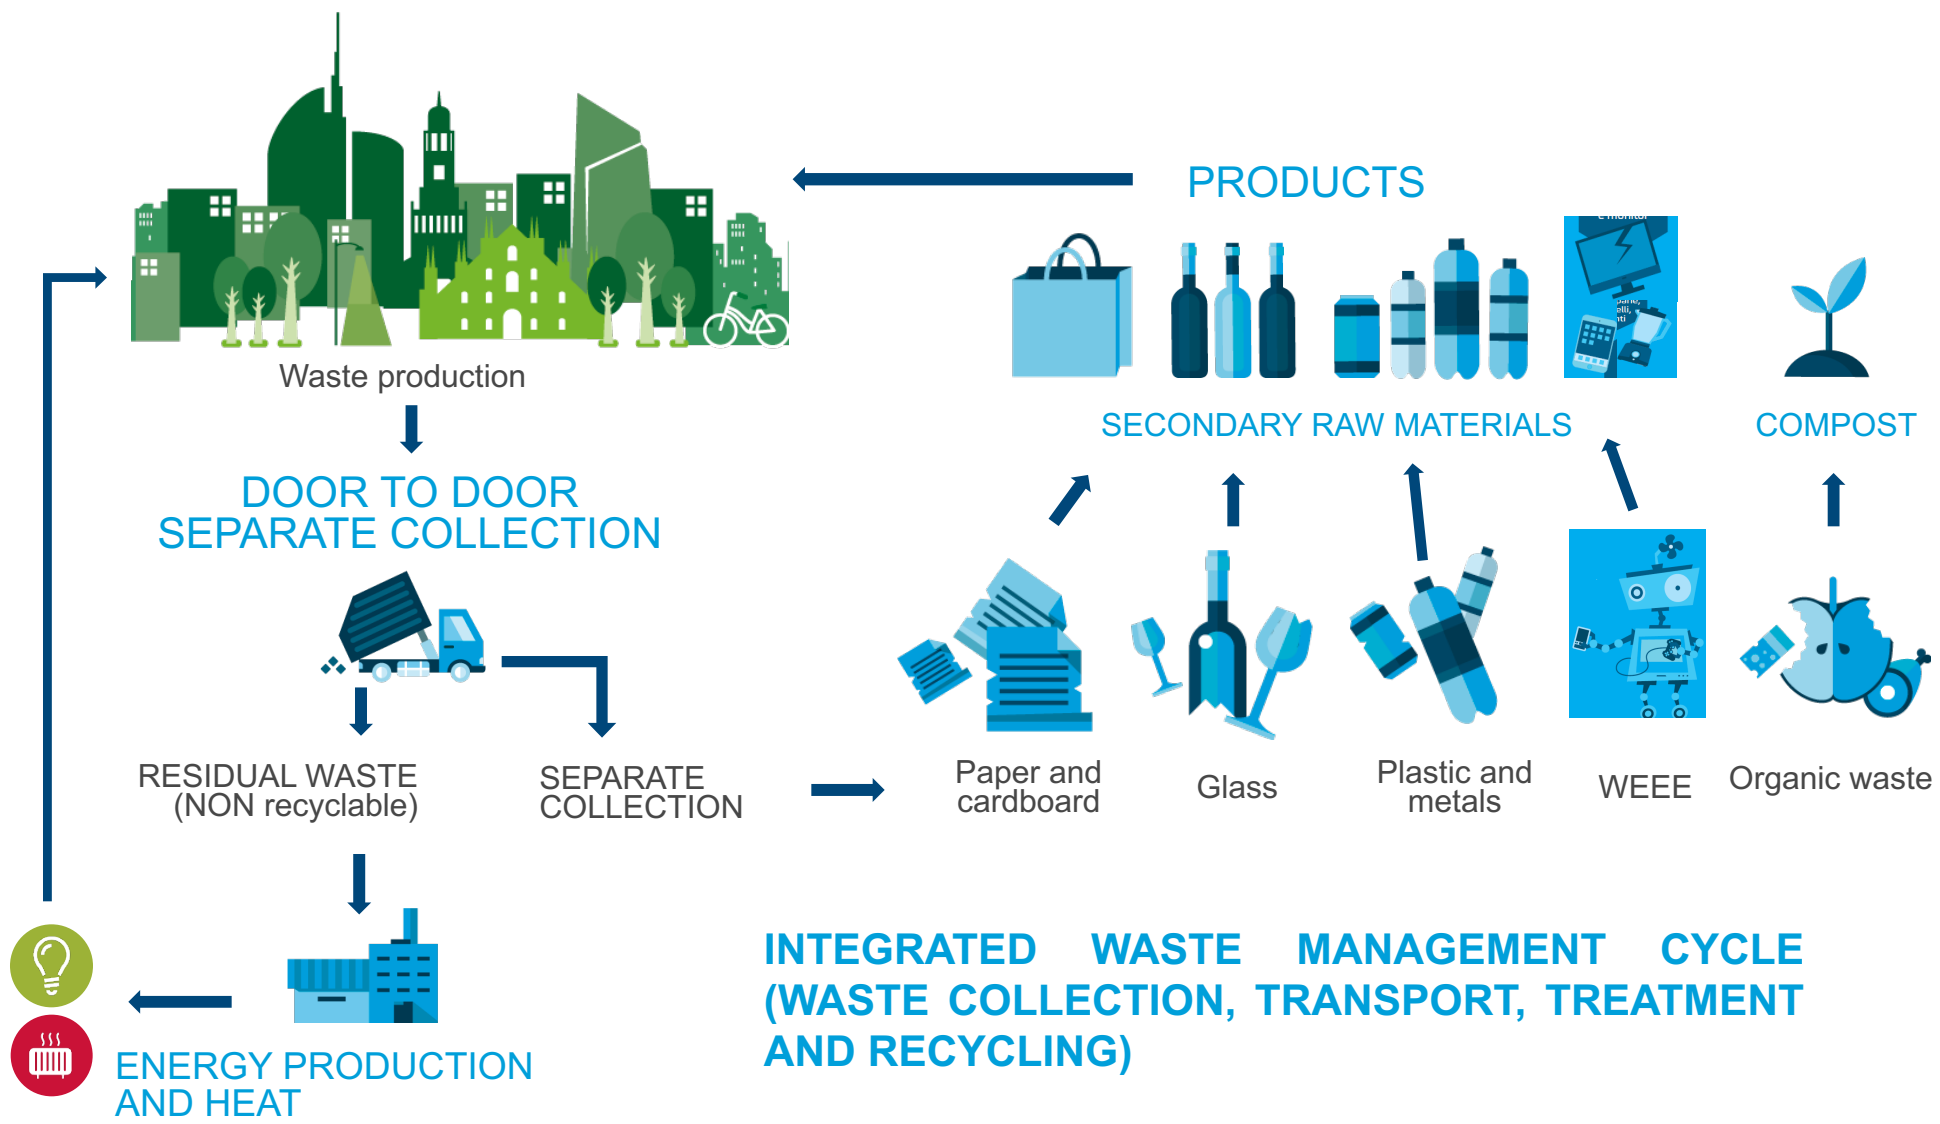 PRODUCTS
e monitor
nti
Waste production
SECONDARY RAW MATERIALS
COMPOST
DOOR TO DOOR
SEPARATE COLLECTION
RESIDUAL WASTE
(NON recyclable)
SEPARATE
COLLECTION
Paper and
cardboard
Glass
Plastic and
metals
WEEE
Organic waste
INTEGRATED WASTE MANAGEMENT CYCLE
(WASTE COLLECTION, TRANSPORT, TREATMENT
AND RECYCLING)
ENERGY PRODUCTION
AND HEAT